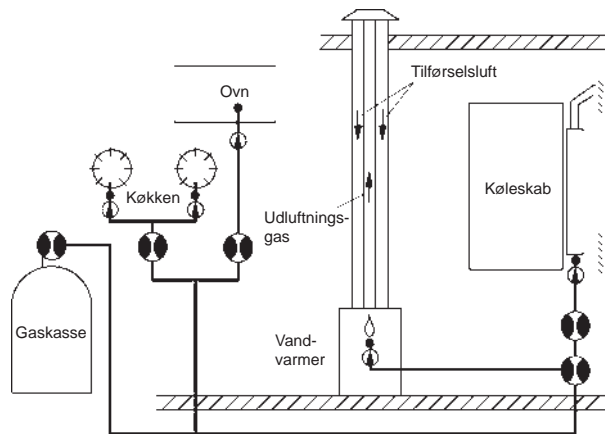 Tilførselsluft
Ovn
Køkken
Køleskab
Udluftnings-
gas
Gaskasse
Vand-
varmer